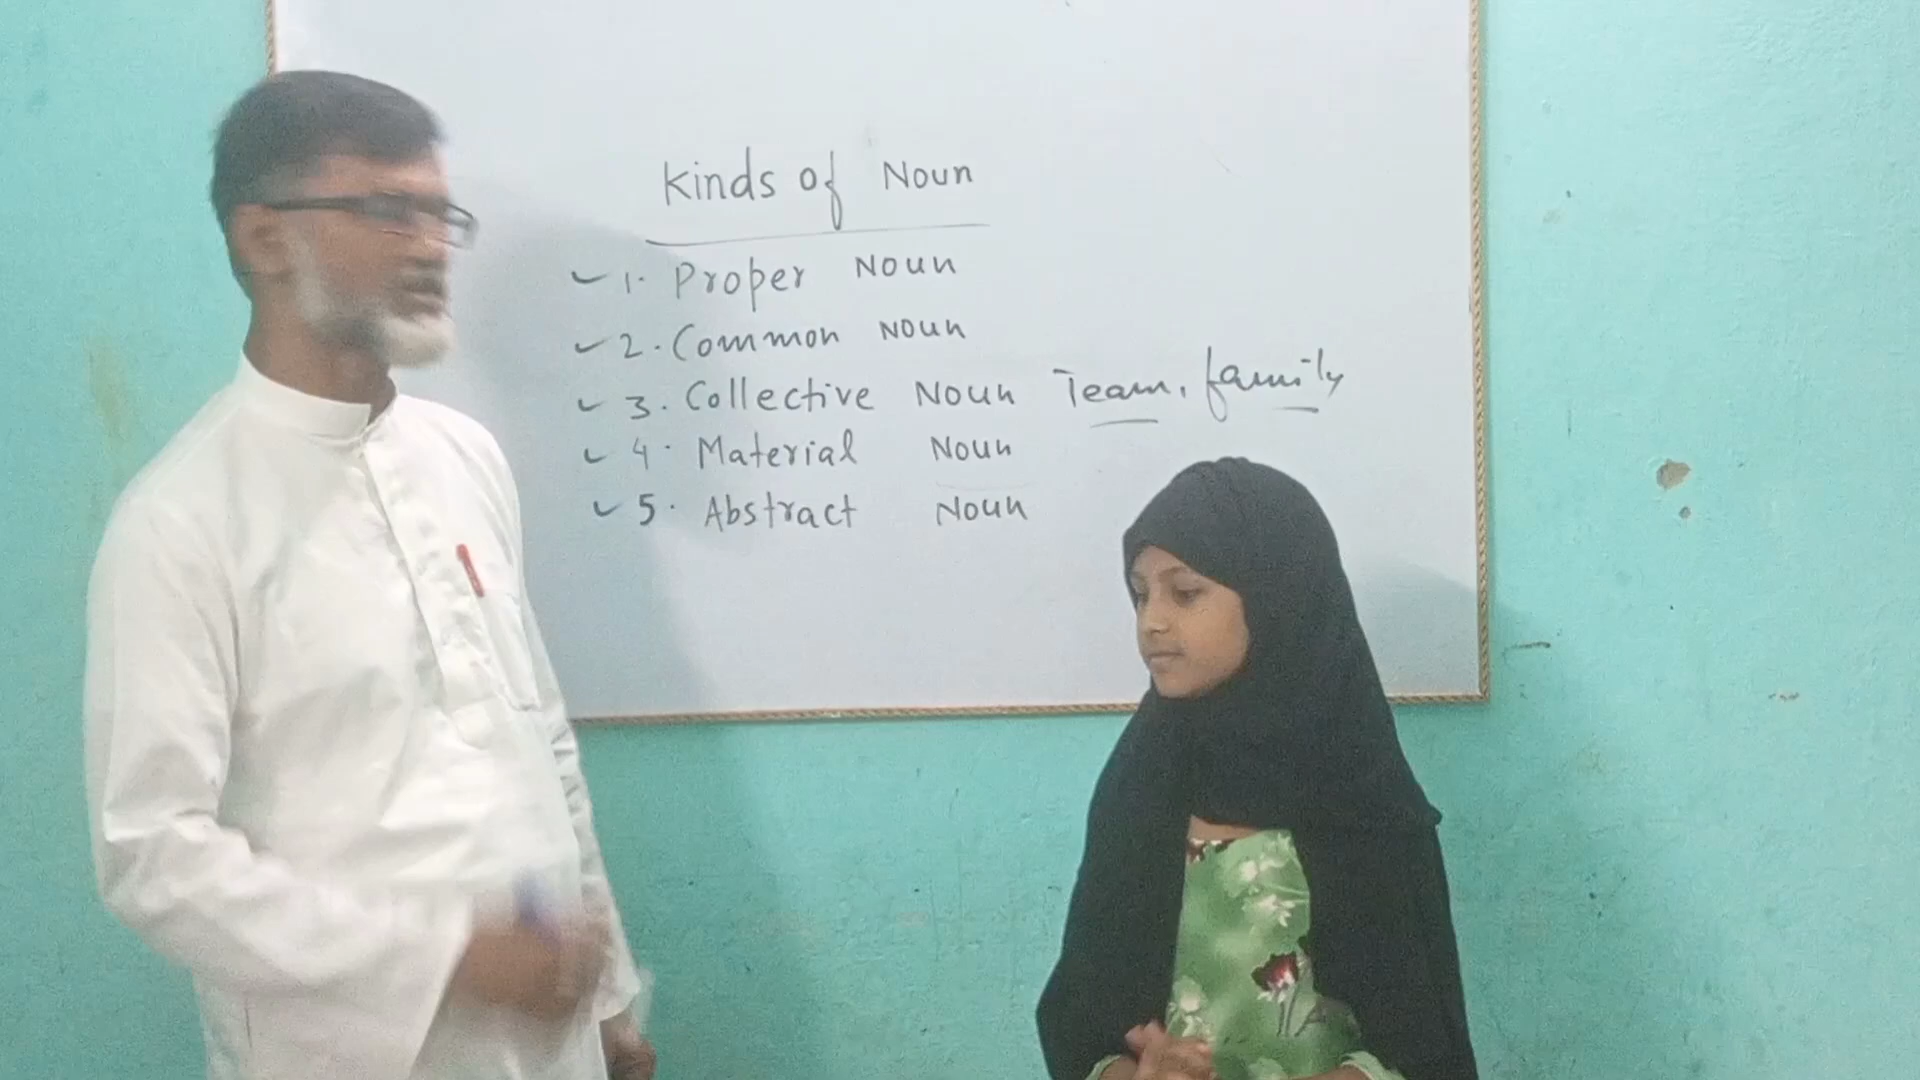 Kinds of Noun
1. Proper Noun
2. Common Noun
3. Collective Noun Team, family
4. Material Noun
5. Abstract Noun